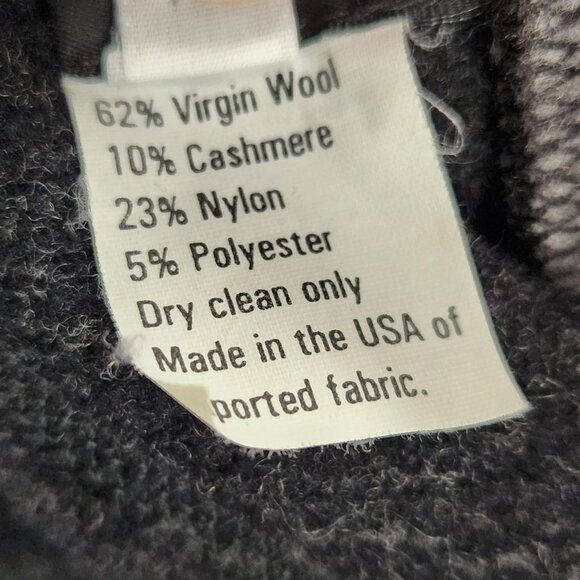 62% Virgin Wool
10% Cashmere
23% Nylon
5% Polyester
Dry clean only
Made in the USA of
ported fabric.